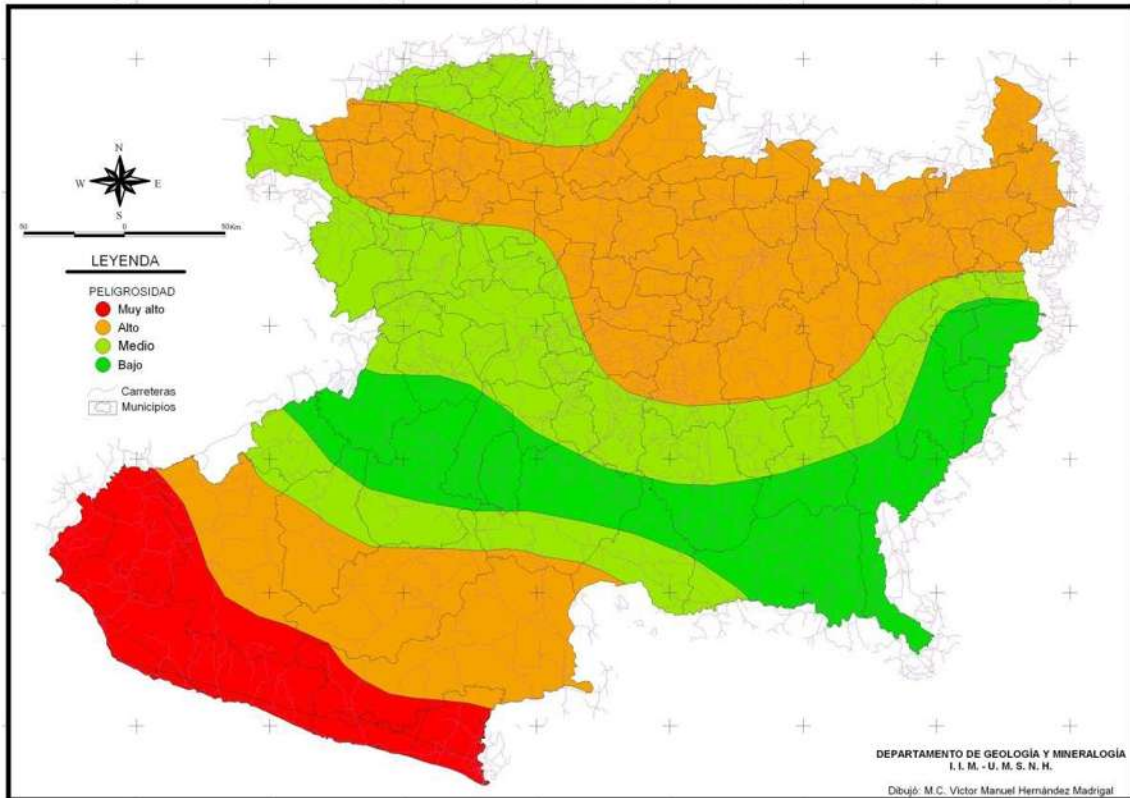 N
W E
S
50 0 50Km
LEYENDA
PELIGROSIDAD
Muy alto
Alto
Medio
Bajo
Carreteras
Municipios
DEPARTAMENTO DE GEOLOGÍA Y MINERALOGÍA
I. I. M. - U. M. S. N. H.
Dibujó: M.C. Victor Manuel Hernández Madrigal